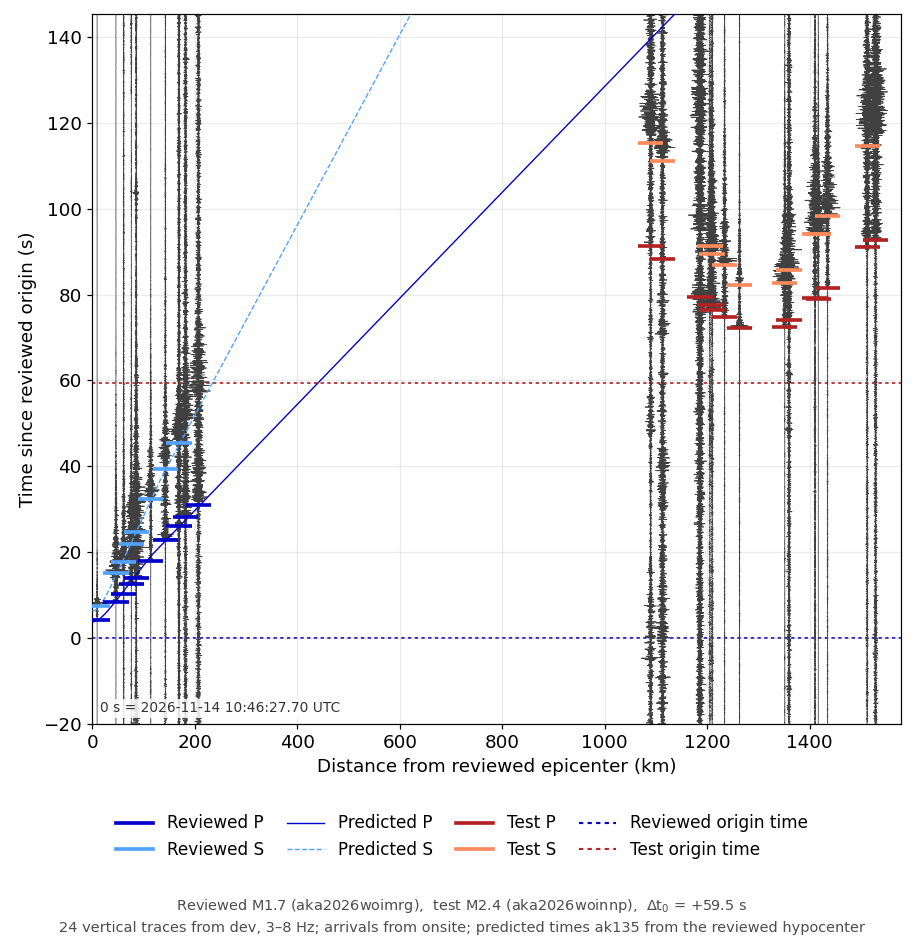 140
120
100
80
60
40
20
0
−20
Time since reviewed origin (s)
0 s = 2026-11-14 10:46:27.70 UTC
0 200 400 600 800 1000 1200 1400
Distance from reviewed epicenter (km)
Reviewed P Predicted P Test P Reviewed origin time
Reviewed S Predicted S Test S Test origin time
Reviewed M1.7 (aka2026woimrg), test M2.4 (aka2026woinnp), Δt₀ = +59.5 s
24 vertical traces from dev, 3–8 Hz; arrivals from onsite; predicted times ak135 from the reviewed hypocenter